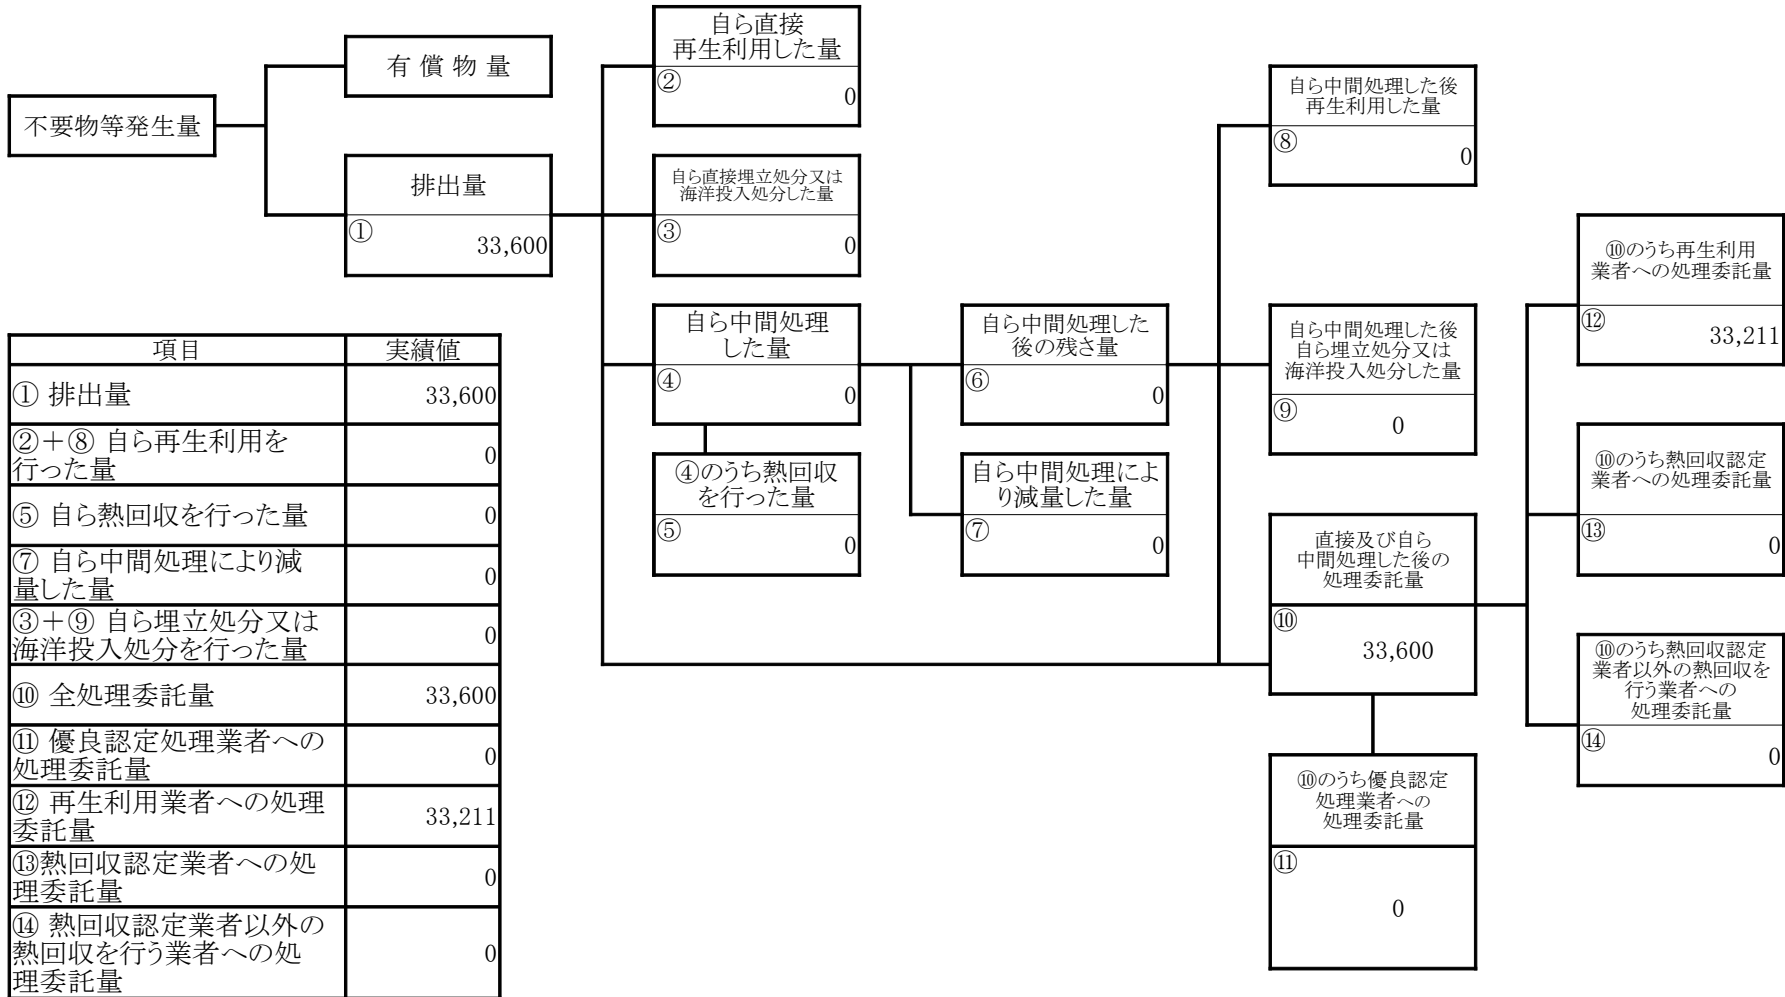 不要物等発生量
有 償 物 量
排出量
①
33,600
自ら直接
再生利用した量
②
0
自ら直接埋立処分又は
海洋投入処分した量
③
0
自ら中間処理
した量
④
0
④のうち熱回収
を行った量
⑤
0
自ら中間処理した
後の残さ量
⑥
0
自ら中間処理によ
り減量した量
⑦
0
自ら中間処理した後
再生利用した量
⑧
0
自ら中間処理した後
自ら埋立処分又は
海洋投入処分した量
⑨
0
直接及び自ら
中間処理した後の
処理委託量
⑩
33,600
⑩のうち優良認定
処理業者への
処理委託量
⑪
0
⑩のうち再生利用
業者への処理委託量
⑫
33,211
⑩のうち熱回収認定
業者への処理委託量
⑬
0
⑩のうち熱回収認定
業者以外の熱回収を
行う業者への
処理委託量
⑭
0
項目 実績値
① 排出量 33,600
②＋⑧ 自ら再生利用を
行った量 0
⑤ 自ら熱回収を行った量 0
⑦ 自ら中間処理により減
量した量 0
③＋⑨ 自ら埋立処分又は
海洋投入処分を行った量 0
⑩ 全処理委託量 33,600
⑪ 優良認定処理業者への
処理委託量 0
⑫ 再生利用業者への処理
委託量 33,211
⑬熱回収認定業者への処
理委託量 0
⑭ 熱回収認定業者以外の
熱回収を行う業者への処
理委託量 0